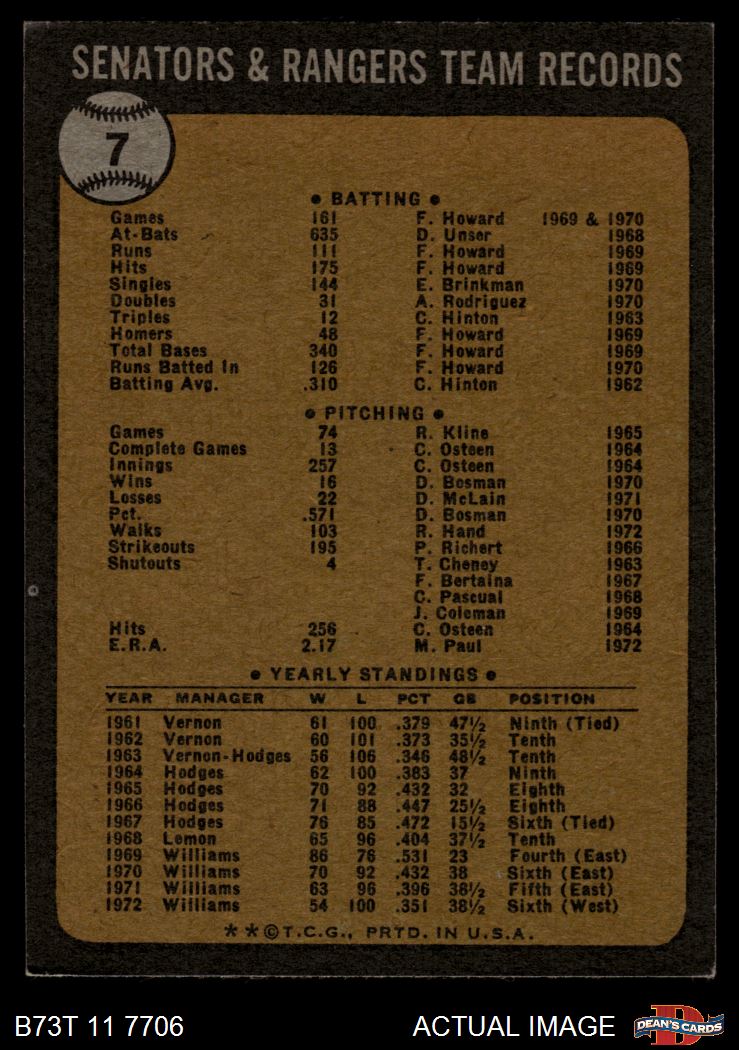 SENATORS & RANGERS TEAM RECORDS
7
● BATTING ●
Games 161 F. Howard 1969 & 1970
At-Bats 635 D. Unser 1968
Runs 111 F. Howard 1969
Hits 175 F. Howard 1969
Singles 144 E. Brinkman 1970
Doubles 31 A. Rodriguez 1970
Triples 12 C. Hinton 1963
Homers 48 F. Howard 1969
Total Bases 340 F. Howard 1969
Runs Batted In 126 F. Howard 1970
Batting Avg. .310 C. Hinton 1962
● PITCHING ●
Games 74 R. Kline 1965
Complete Games 13 C. Osteen 1964
Innings 257 C. Osteen 1964
Wins 16 D. Bosman 1970
Losses 22 D. McLain 1971
Pct. .571 D. Bosman 1970
Walks 103 R. Hand 1972
Strikeouts 195 P. Richert 1966
Shutouts 4 T. Cheney 1963
F. Bertaina 1967
C. Pascual 1968
J. Coleman 1969
Hits 256 C. Osteen 1964
E.R.A. 2.17 M. Paul 1972
● YEARLY STANDINGS ●
YEAR MANAGER W L PCT GB POSITION
1961 Vernon 61 100 .379 47½ Ninth (Tied)
1962 Vernon 60 101 .373 35½ Tenth
1963 Vernon-Hodges 56 106 .346 48½ Tenth
1964 Hodges 62 100 .383 37 Ninth
1965 Hodges 70 92 .432 32 Eighth
1966 Hodges 71 88 .447 25½ Eighth
1967 Hodges 76 85 .472 15½ Sixth (Tied)
1968 Lemon 65 96 .404 37½ Tenth
1969 Williams 86 76 .531 23 Fourth (East)
1970 Williams 70 92 .432 38 Sixth (East)
1971 Williams 63 96 .396 38½ Fifth (East)
1972 Williams 54 100 .351 38½ Sixth (West)
**©T.C.G., PRTD. IN U.S.A.
B73T 11 7706 ACTUAL IMAGE DEAN'S CARDS